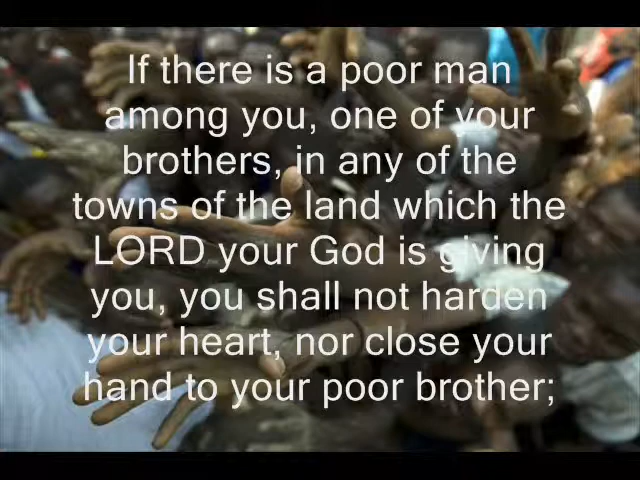 If there is a poor man
among you, one of your
brothers, in any of the
towns of the land which the
LORD your God is giving
you, you shall not harden
your heart, nor close your
hand to your poor brother;